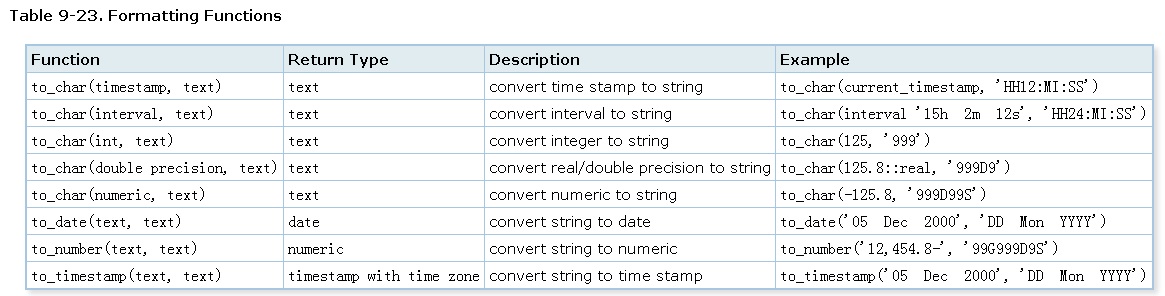 Table 9-23. Formatting Functions
Function Return Type Description Example
to_char(timestamp, text) text convert time stamp to string to_char(current_timestamp, 'HH12:MI:SS')
to_char(interval, text) text convert interval to string to_char(interval '15h 2m 12s', 'HH24:MI:SS')
to_char(int, text) text convert integer to string to_char(125, '999')
to_char(double precision, text) text convert real/double precision to string to_char(125.8::real, '999D9')
to_char(numeric, text) text convert numeric to string to_char(-125.8, '999D99S')
to_date(text, text) date convert string to date to_date('05 Dec 2000', 'DD Mon YYYY')
to_number(text, text) numeric convert string to numeric to_number('12,454.8-', '99G999D9S')
to_timestamp(text, text) timestamp with time zone convert string to time stamp to_timestamp('05 Dec 2000', 'DD Mon YYYY')